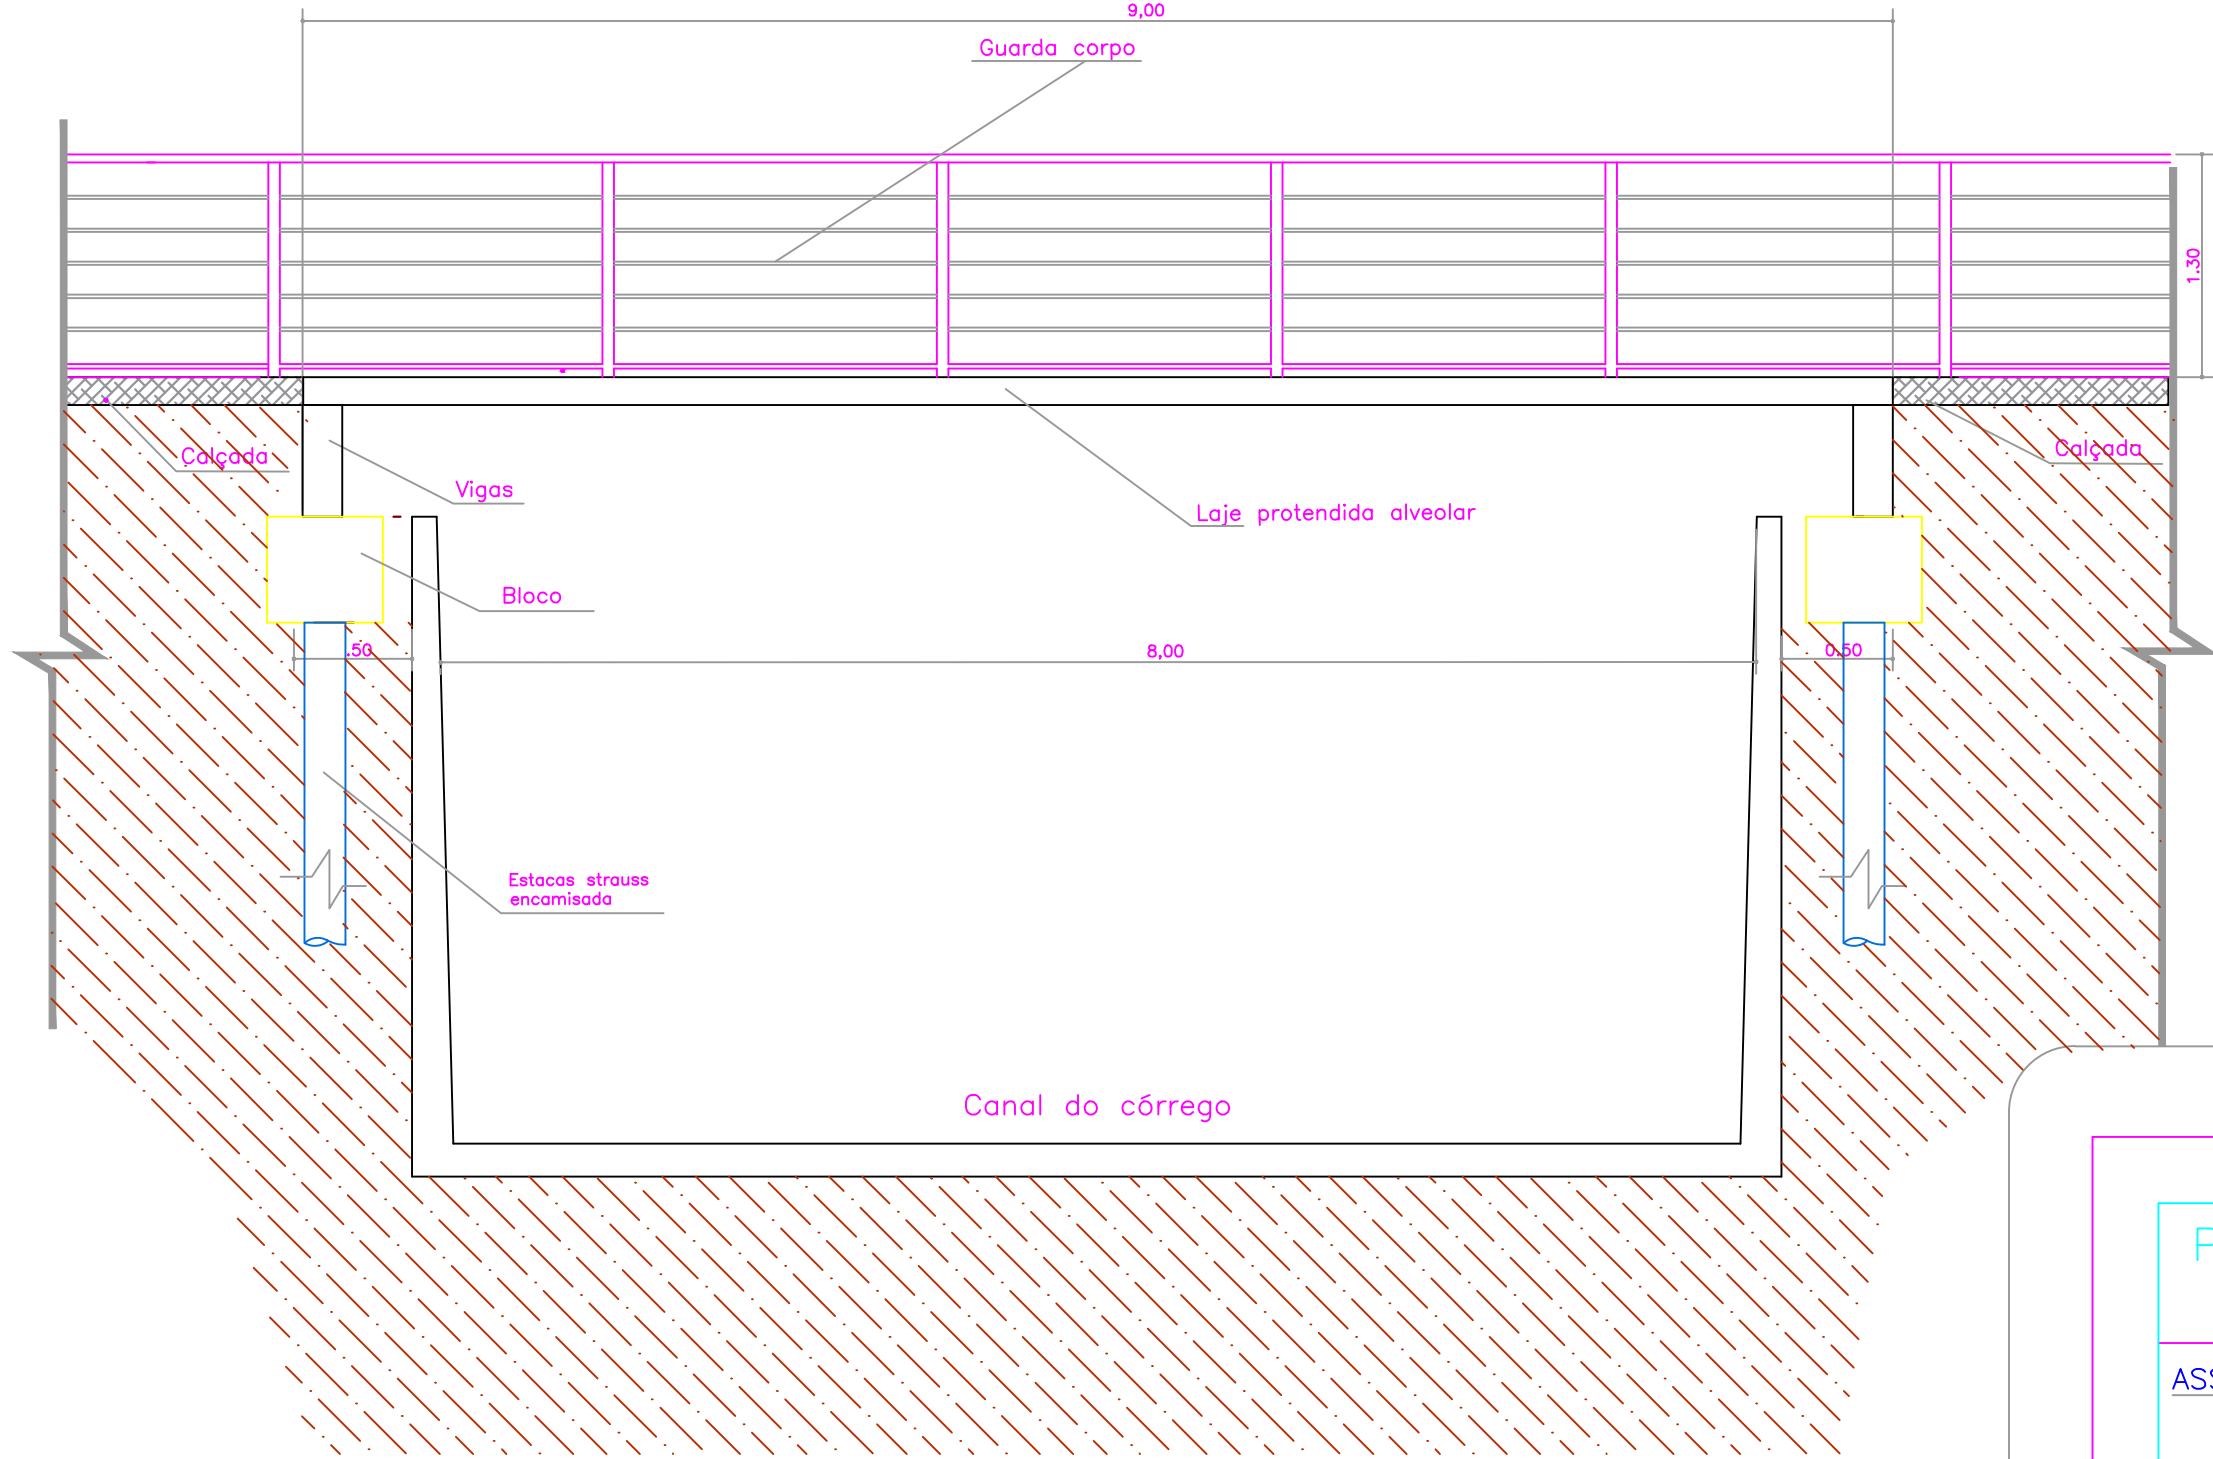 9,00
Guarda corpo
1.30
Calçada
Calçada
Vigas
Laje protendida alveolar
Bloco
.50
8,00
0.50
Estacas strauss
encamisada
Canal do córrego